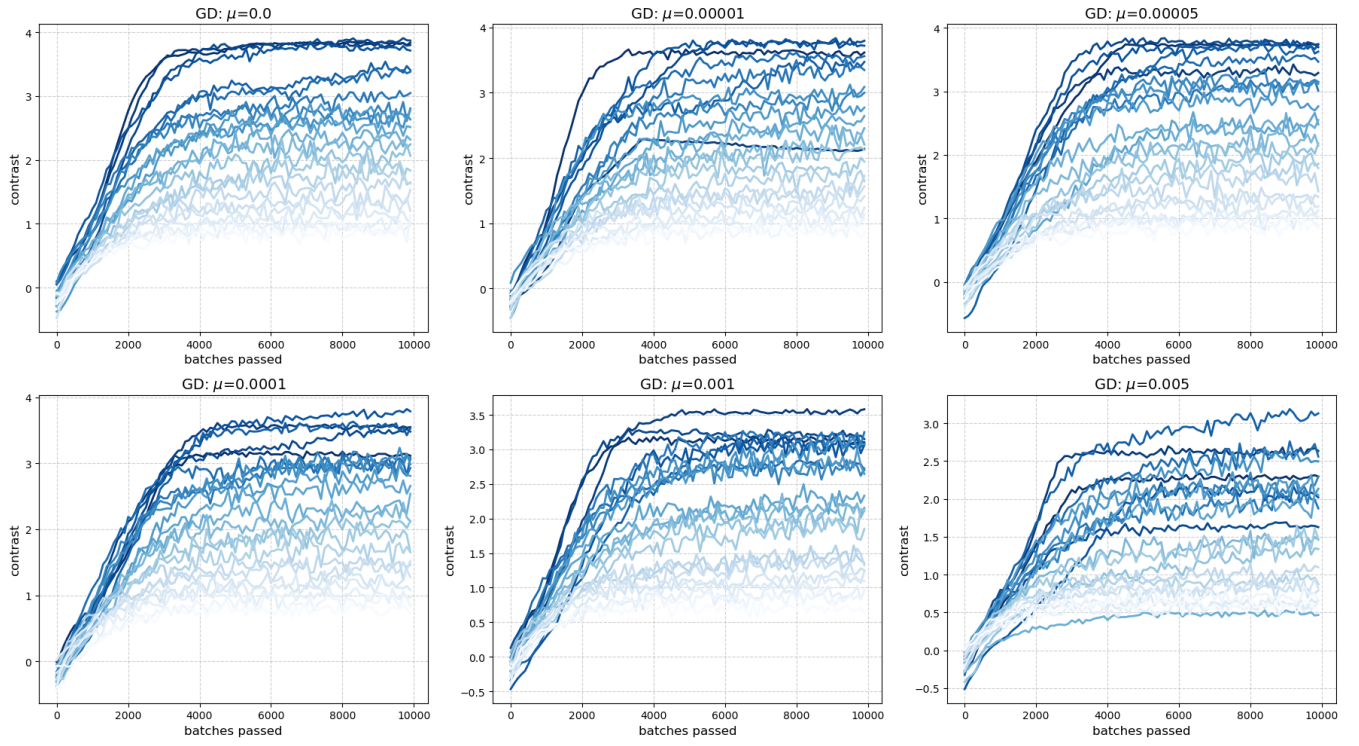 GD: μ=0.0
4
3
2
1
0
contrast
0 2000 4000 6000 8000 10000
batches passed
GD: μ=0.00001
4
3
2
1
0
contrast
0 2000 4000 6000 8000 10000
batches passed
GD: μ=0.00005
4
3
2
1
0
contrast
0 2000 4000 6000 8000 10000
batches passed
GD: μ=0.0001
4
3
2
1
0
contrast
0 2000 4000 6000 8000 10000
batches passed
GD: μ=0.001
3.5
3.0
2.5
2.0
1.5
1.0
0.5
0.0
−0.5
contrast
0 2000 4000 6000 8000 10000
batches passed
GD: μ=0.005
3.0
2.5
2.0
1.5
1.0
0.5
0.0
−0.5
contrast
0 2000 4000 6000 8000 10000
batches passed